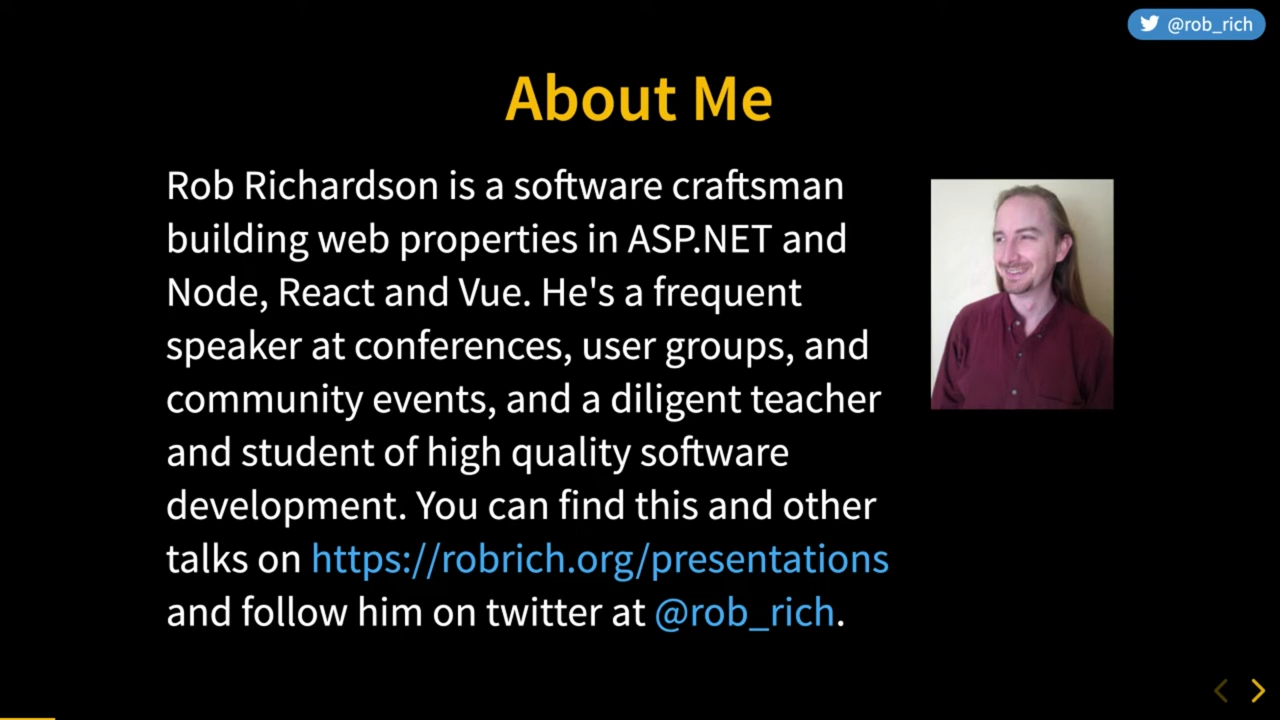 @rob_rich
About Me
Rob Richardson is a software craftsman
building web properties in ASP.NET and
Node, React and Vue. He's a frequent
speaker at conferences, user groups, and
community events, and a diligent teacher
and student of high quality software
development. You can find this and other
talks on https://robrich.org/presentations
and follow him on twitter at @rob_rich.